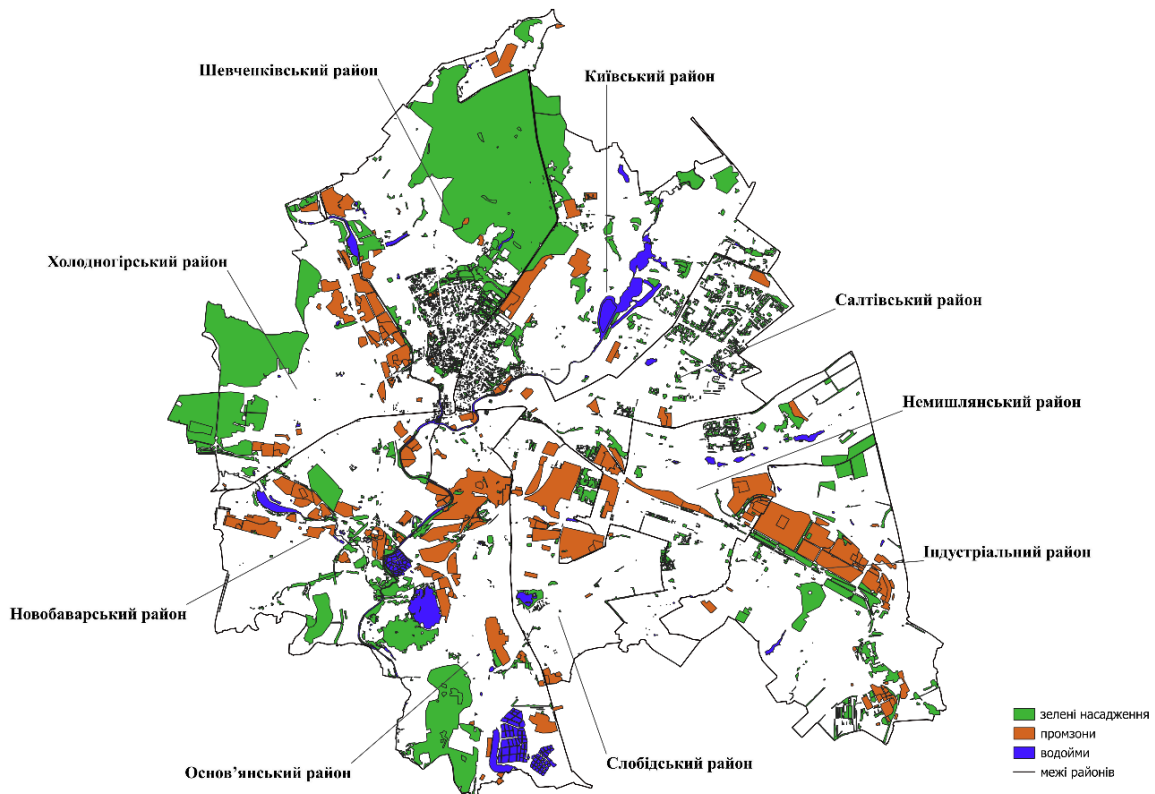 Шевченківський район
Київський район
Холодногірський район
Салтівський район
Немишлянський район
Індустріальний район
Новобаварський район
Основ’янський район
Слобідський район
зелені насадження
промзони
водойми
межі районів